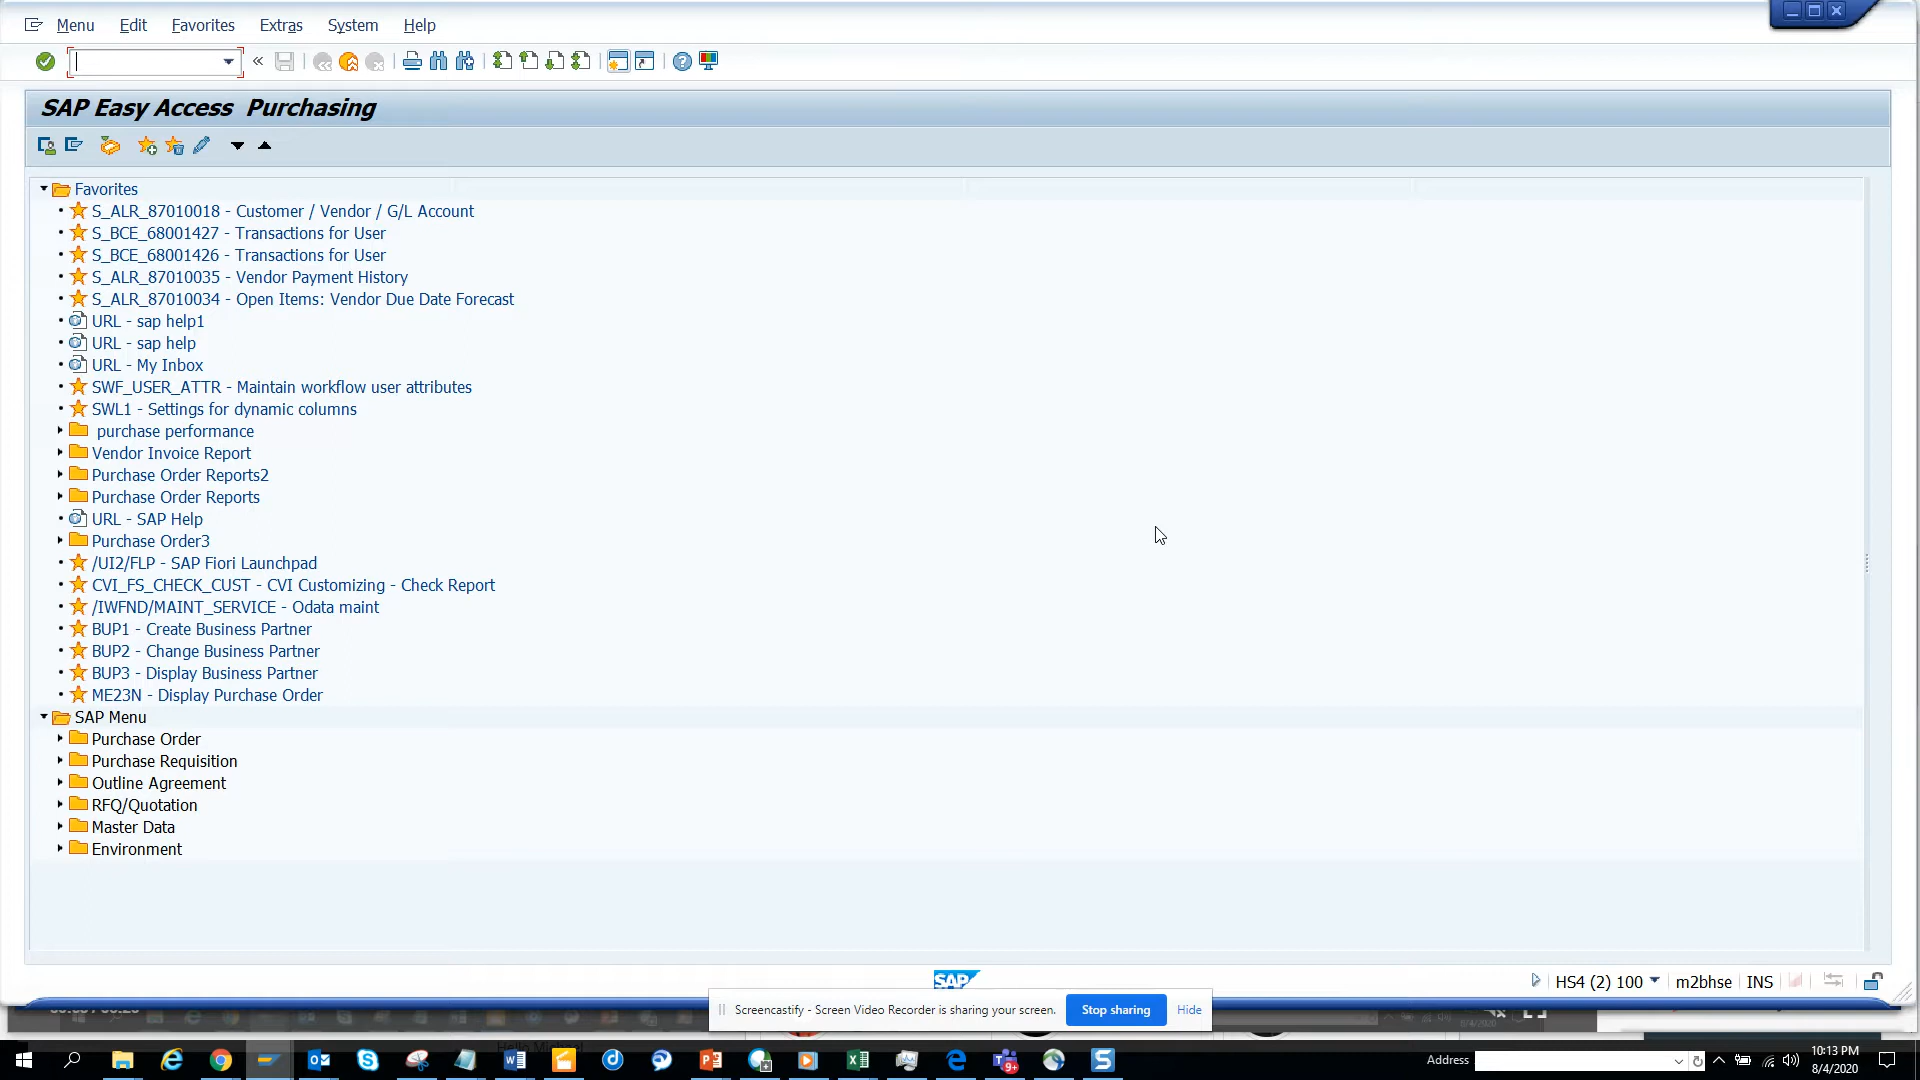 Menu Edit Favorites Extras System Help
SAP Easy Access Purchasing
Favorites
S_ALR_87010018 - Customer / Vendor / G/L Account
S_BCE_68001427 - Transactions for User
S_BCE_68001426 - Transactions for User
S_ALR_87010035 - Vendor Payment History
S_ALR_87010034 - Open Items: Vendor Due Date Forecast
URL - sap help1
URL - sap help
URL - My Inbox
SWF_USER_ATTR - Maintain workflow user attributes
SWL1 - Settings for dynamic columns
purchase performance
Vendor Invoice Report
Purchase Order Reports2
Purchase Order Reports
URL - SAP Help
Purchase Order3
/UI2/FLP - SAP Fiori Launchpad
CVI_FS_CHECK_CUST - CVI Customizing - Check Report
/IWFND/MAINT_SERVICE - Odata maint
BUP1 - Create Business Partner
BUP2 - Change Business Partner
BUP3 - Display Business Partner
ME23N - Display Purchase Order
SAP Menu
Purchase Order
Purchase Requisition
Outline Agreement
RFQ/Quotation
Master Data
Environment
SAP
HS4 (2) 100 m2bhse INS
Screencastify - Screen Video Recorder is sharing your screen. Stop sharing Hide
Address
10:13 PM
8/4/2020